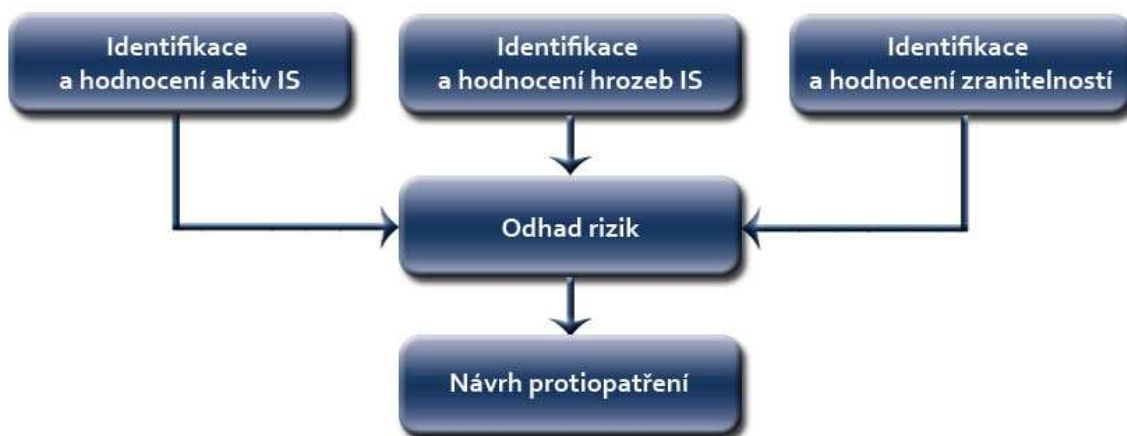 Identifikace
a hodnocení aktiv IS
Identifikace
a hodnocení hrozeb IS
Identifikace
a hodnocení zranitelností
Odhad rizik
Návrh protiopatření